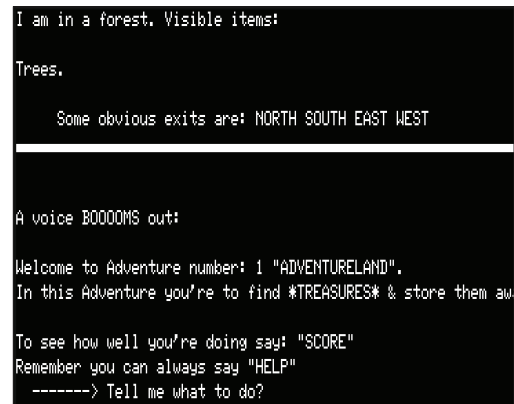 I am in a forest. Visible items:
Trees.
Some obvious exits are: NORTH SOUTH EAST WEST
A voice BOOOOMS out:
Welcome to Adventure number: 1 "ADVENTURELAND".
In this Adventure you're to find *TREASURES* & store them
To see how well you're doing say: "SCORE"
Remember you can always say "HELP"
-------> Tell me what to do?